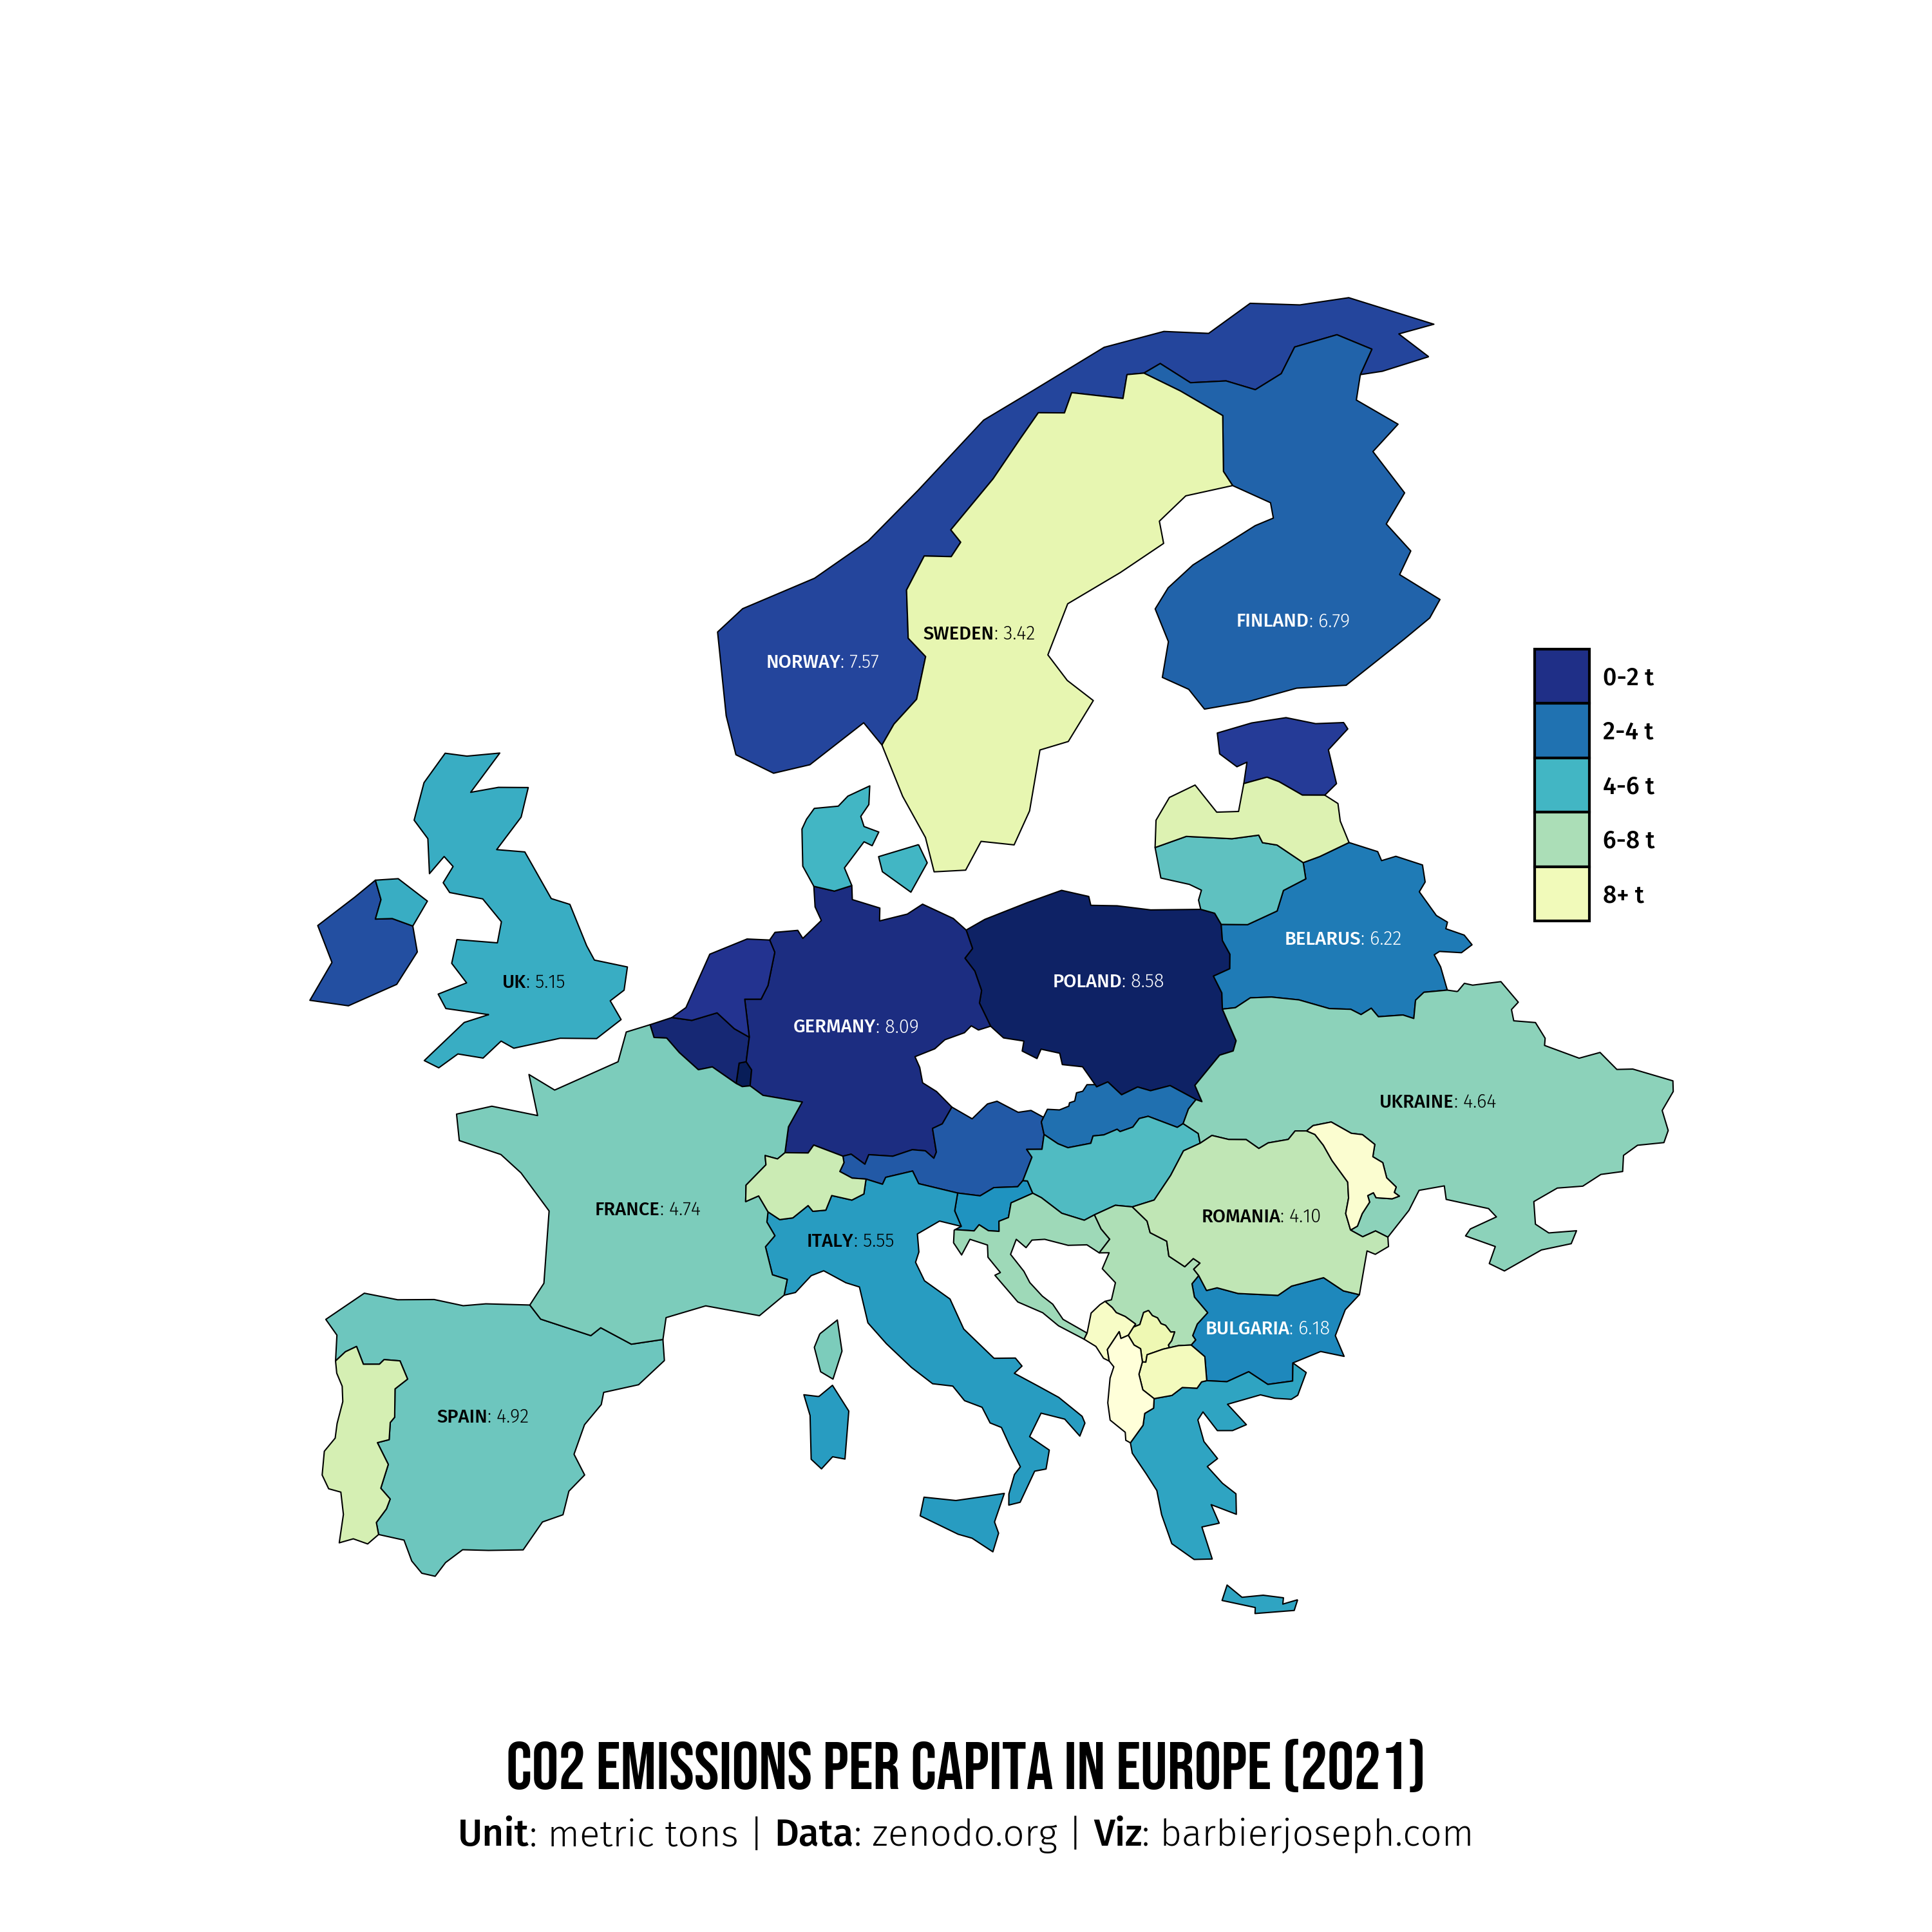 FINLAND: 6.79
SWEDEN: 3.42
NORWAY: 7.57
0-2 t
2-4 t
4-6 t
6-8 t
8+ t
BELARUS: 6.22
UK: 5.15
POLAND: 8.58
GERMANY: 8.09
UKRAINE: 4.64
FRANCE: 4.74
ROMANIA: 4.10
ITALY: 5.55
BULGARIA: 6.18
SPAIN: 4.92
CO2 EMISSIONS PER CAPITA IN EUROPE (2021)
Unit: metric tons | Data: zenodo.org | Viz: barbierjoseph.com